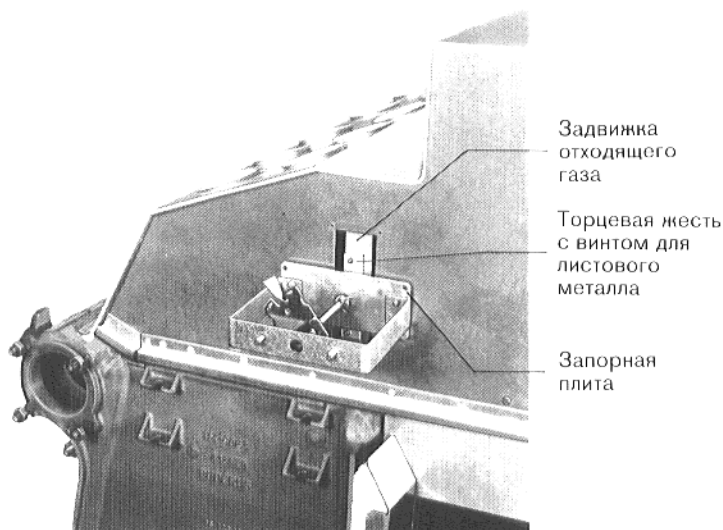 Задвижка
отходящего
газа
Торцевая жесть
с винтом для
листового
металла
Запорная
плита